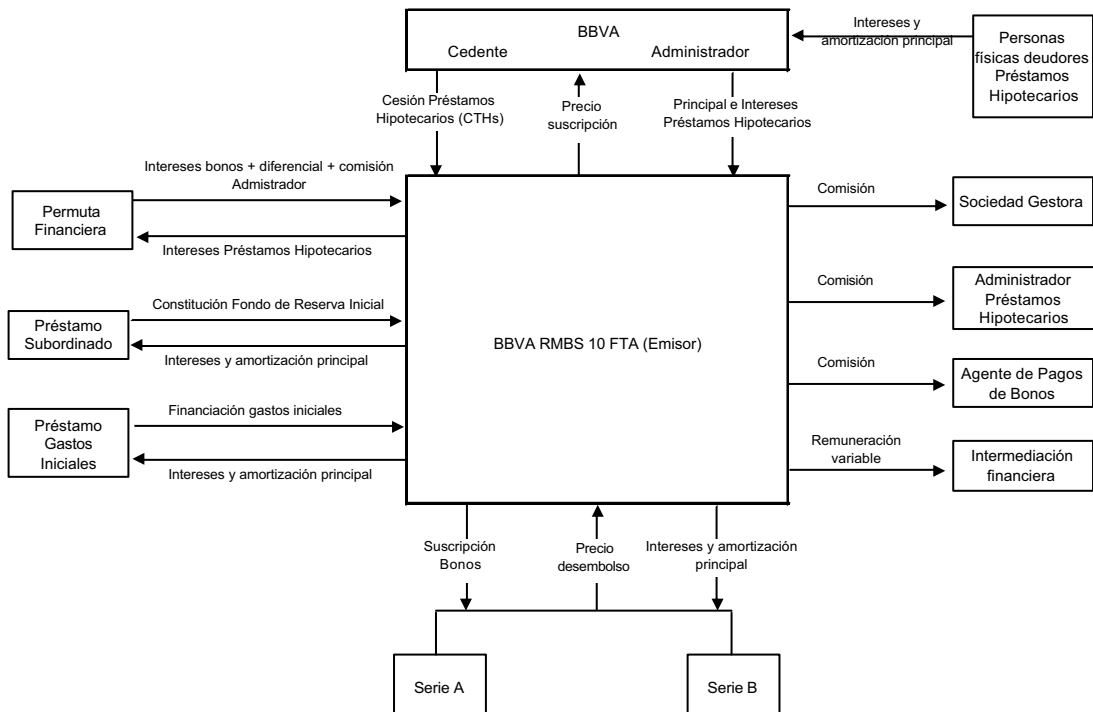 BBVA
Cedente
Administrador
Intereses y
amortización principal
Personas
físicas deudores
Préstamos
Hipotecarios
Cesión Préstamos
Hipotecarios (CTHs)
Precio
suscripción
Principal e Intereses
Préstamos Hipotecarios
Intereses bonos + diferencial + comisión
Admistrador
Permuta
Financiera
Intereses Préstamos Hipotecarios
Constitución Fondo de Reserva Inicial
Préstamo
Subordinado
Intereses y amortización principal
Financiación gastos iniciales
Préstamo
Gastos
Iniciales
Intereses y amortización principal
BBVA RMBS 10 FTA (Emisor)
Comisión
Sociedad Gestora
Comisión
Administrador
Préstamos
Hipotecarios
Comisión
Agente de Pagos
de Bonos
Remuneración
variable
Intermediación
financiera
Suscripción
Bonos
Precio
desembolso
Intereses y amortización
principal
Serie A
Serie B